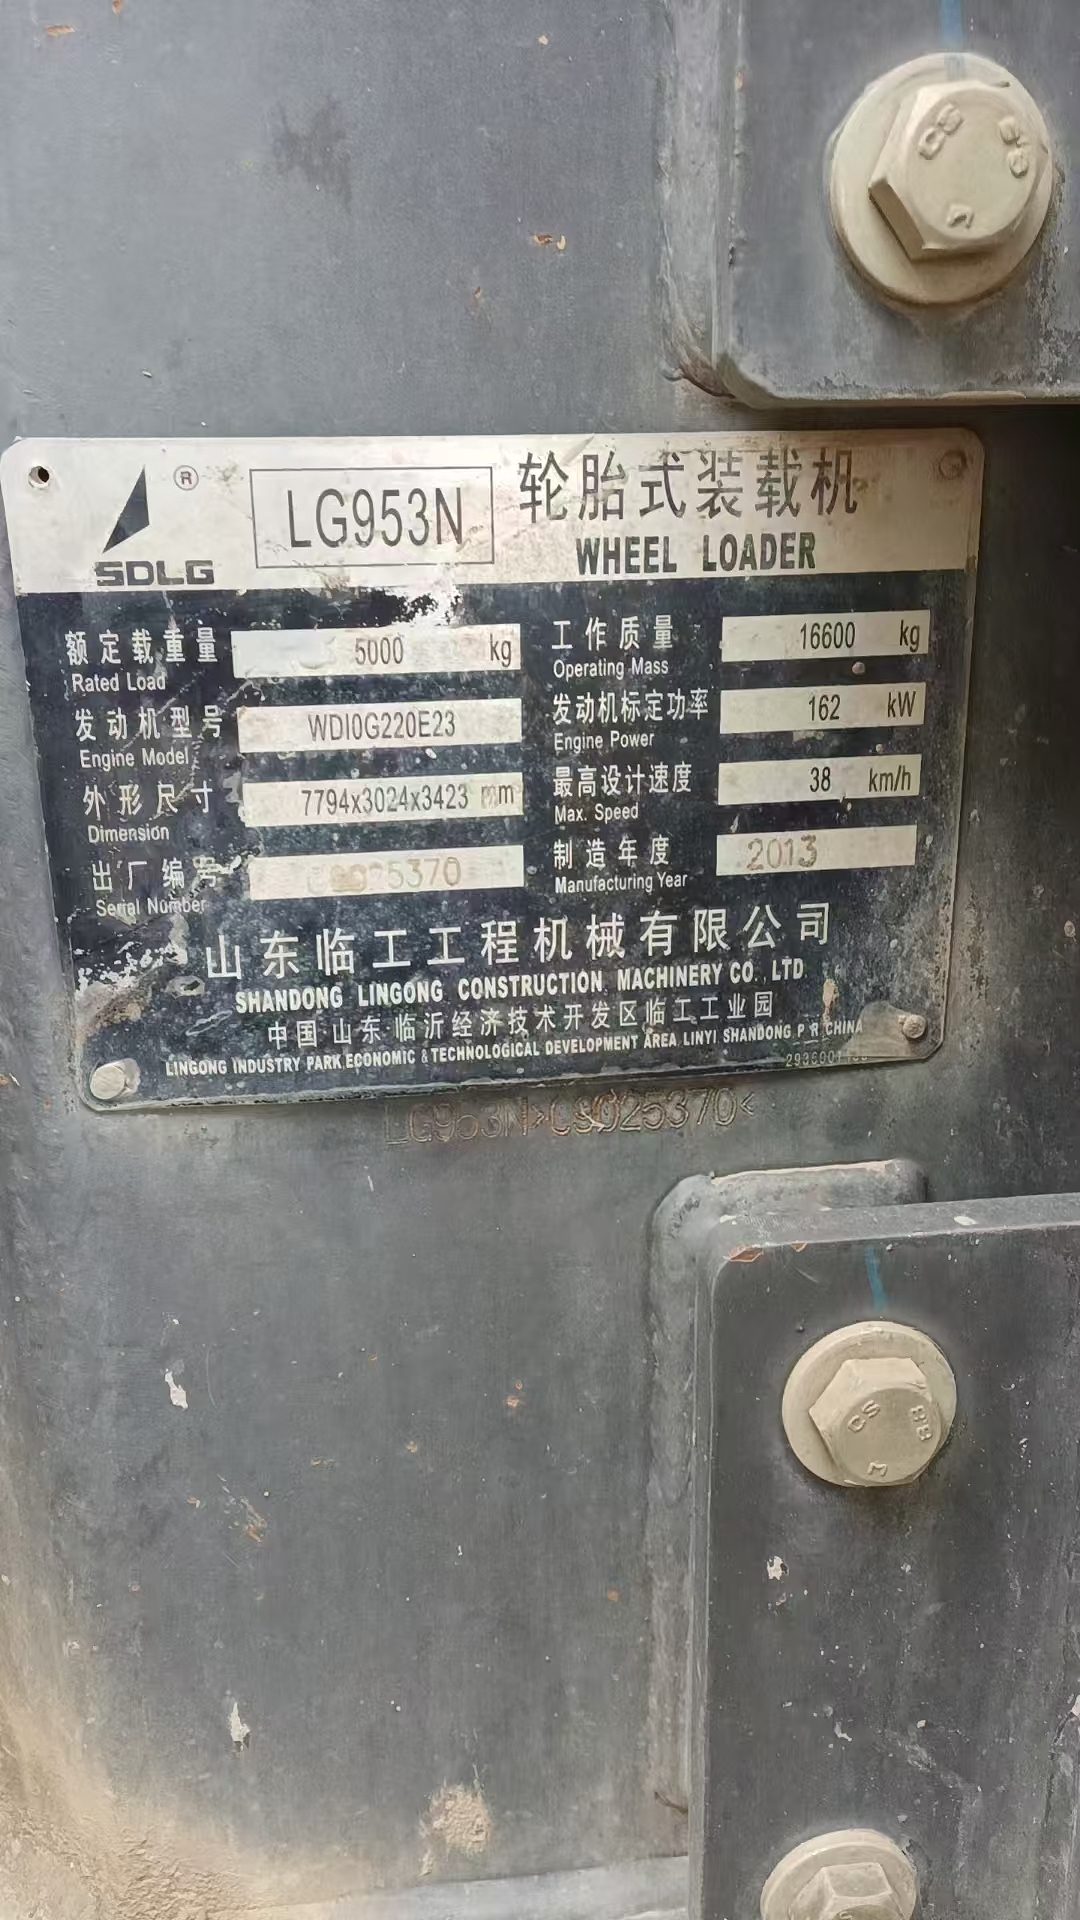 SDLG ®
LG953N
轮胎式装载机
WHEEL LOADER
额定载重量 5000 kg
Rated Load
工作质量 16600 kg
Operating Mass
发动机型号 WD10G220E23
Engine Model
发动机标定功率 162 kW
Engine Power
外形尺寸 7794x3024x3423 mm
Dimension
最高设计速度 38 km/h
Max. Speed
出厂编号
Serial Number
制造年度 2013
Manufacturing Year
山东临工工程机械有限公司
SHANDONG LINGONG CONSTRUCTION MACHINERY CO.,LTD
中国·山东·临沂经济技术开发区临工工业园
LINGONG INDUSTRY PARK ECONOMIC & TECHNOLOGICAL DEVELOPMENT AREA LINYI SHANDONG P R CHINA
CS 8.8
CS 88